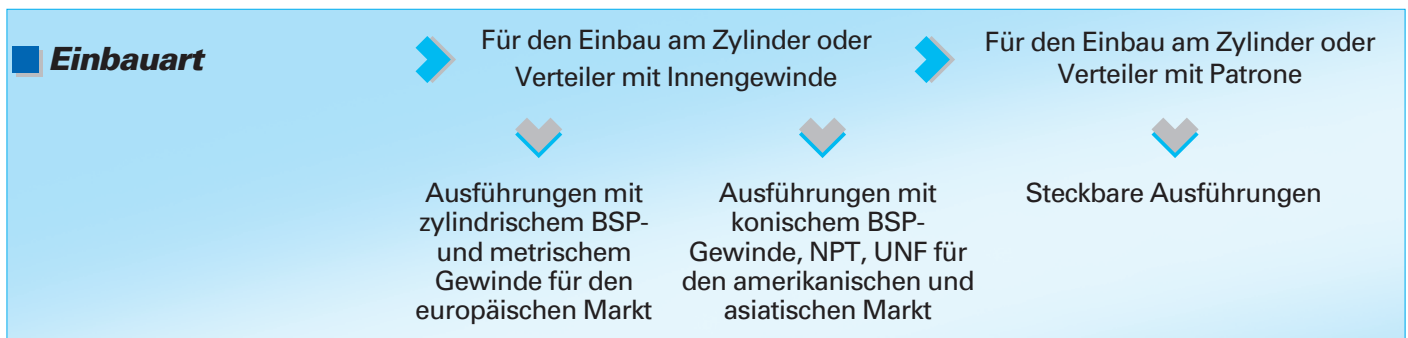 Einbauart
Für den Einbau am Zylinder oder
Verteiler mit Innengewinde
Für den Einbau am Zylinder oder
Verteiler mit Patrone
Ausführungen mit
zylindrischem BSP-
und metrischem
Gewinde für den
europäischen Markt
Ausführungen mit
konischem BSP-
Gewinde, NPT, UNF für
den amerikanischen und
asiatischen Markt
Steckbare Ausführungen